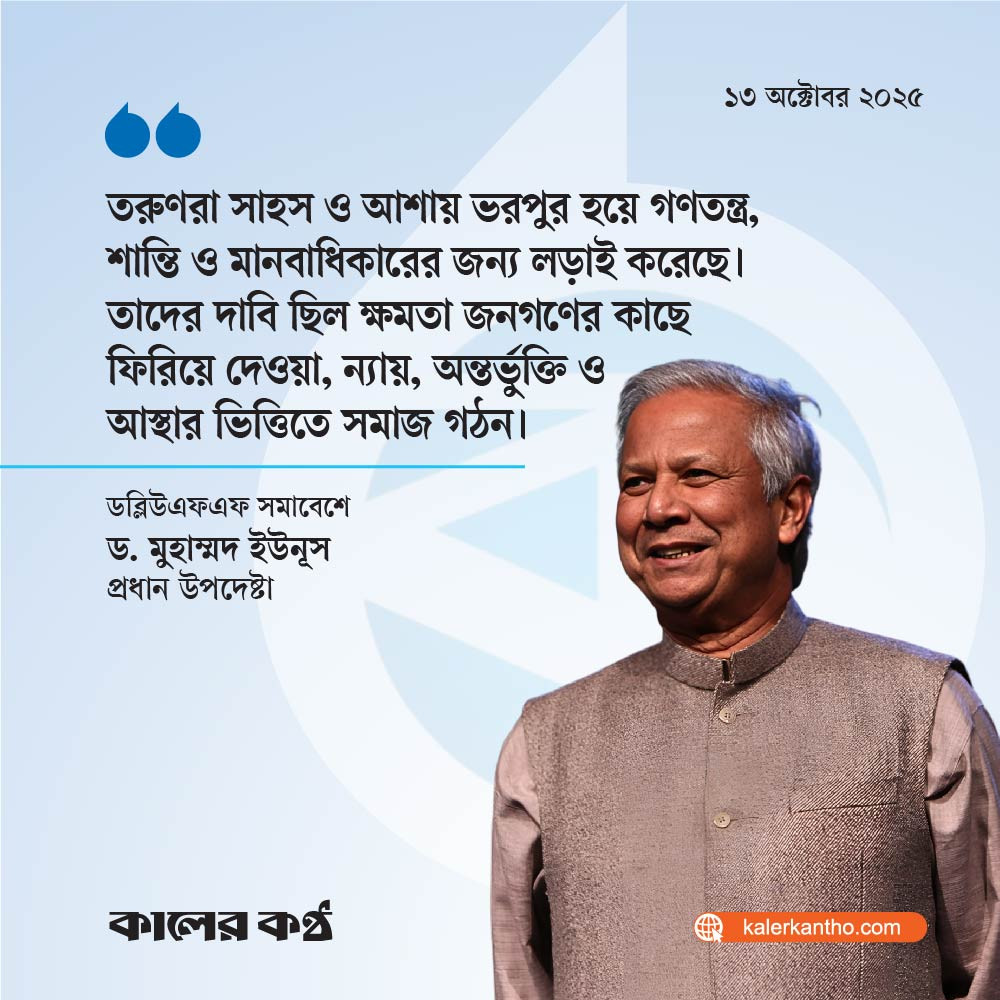 ১৩ অক্টোবর ২০২৫
তরুণরা সাহস ও আশায় ভরপুর হয়ে গণতন্ত্র,
শান্তি ও মানবাধিকারের জন্য লড়াই করেছে।
তাদের দাবি ছিল ক্ষমতা জনগণের কাছে
ফিরিয়ে দেওয়া, ন্যায়, অন্তর্ভুক্তি ও
আস্থার ভিত্তিতে সমাজ গঠন।
ডব্লিউএফএফ সমাবেশে
ড. মুহাম্মদ ইউনূস
প্রধান উপদেষ্টা
কালের কণ্ঠ
kalerkantho.com